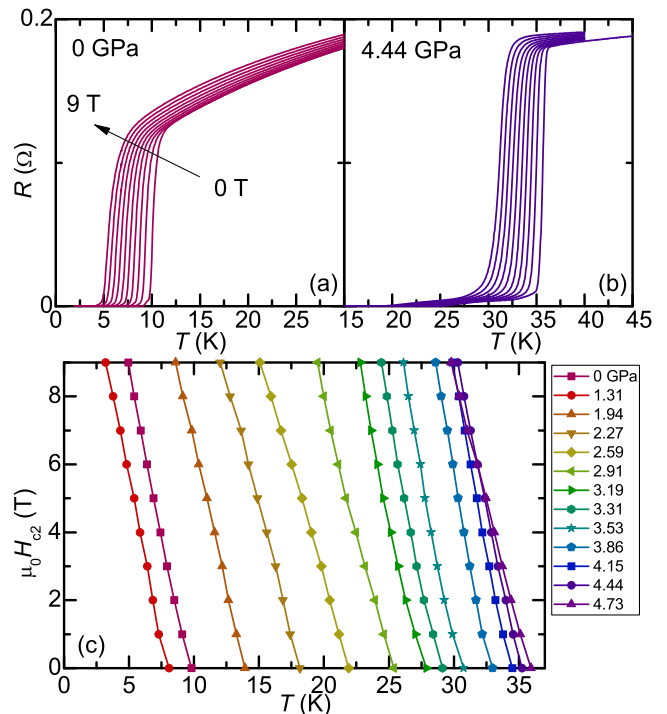 0.2
0 GPa
4.44 GPa
9 T
0 T
R (Ω)
(a)
(b)
0
0 5 10 15 20 25
15 20 25 30 35 40 45
T (K)
T (K)
8
6
4
2
0
μ0Hc2 (T)
(c)
0 5 10 15 20 25 30 35
T (K)
0 GPa
1.31
1.94
2.27
2.59
2.91
3.19
3.31
3.53
3.86
4.15
4.44
4.73